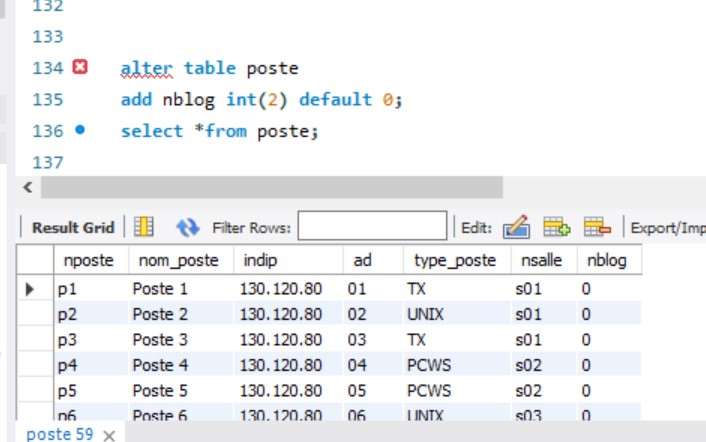 132
133
134 alter table poste
135 add nblog int(2) default 0;
136 select *from poste;
137
Result Grid Filter Rows: Edit: Export/Imp
nposte nom_poste indip ad type_poste nsalle nblog
p1 Poste 1 130.120.80 01 TX s01 0
p2 Poste 2 130.120.80 02 UNIX s01 0
p3 Poste 3 130.120.80 03 TX s01 0
p4 Poste 4 130.120.80 04 PCWS s02 0
p5 Poste 5 130.120.80 05 PCWS s02 0
p6 Poste 6 130.120.80 06 UNIX s03 0
poste 59